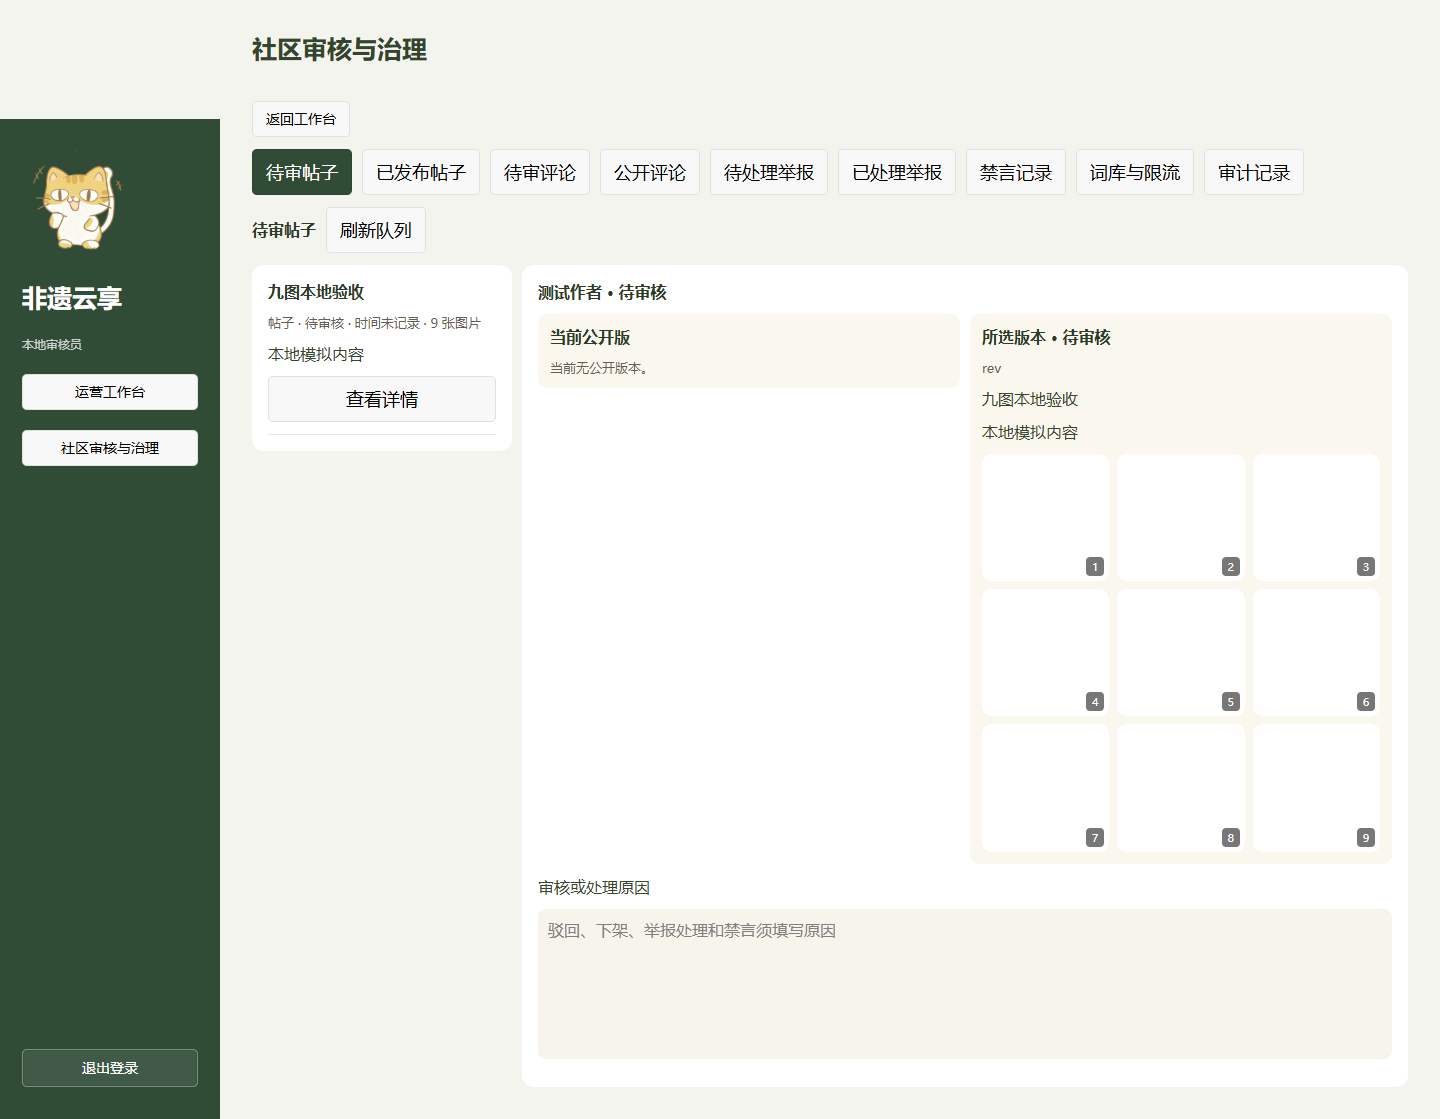 社区审核与治理
返回工作台
待审帖子 已发布帖子 待审评论 公开评论 待处理举报 已处理举报 禁言记录 词库与限流 审计记录
待审帖子 刷新队列
非遗云享
本地审核员
运营工作台
社区审核与治理
退出登录
九图本地验收
帖子 · 待审核 · 时间未记录 · 9 张图片
本地模拟内容
查看详情
测试作者 • 待审核
当前公开版
当前无公开版本。
所选版本 • 待审核
rev
九图本地验收
本地模拟内容
1 2 3
4 5 6
7 8 9
审核或处理原因
驳回、下架、举报处理和禁言须填写原因